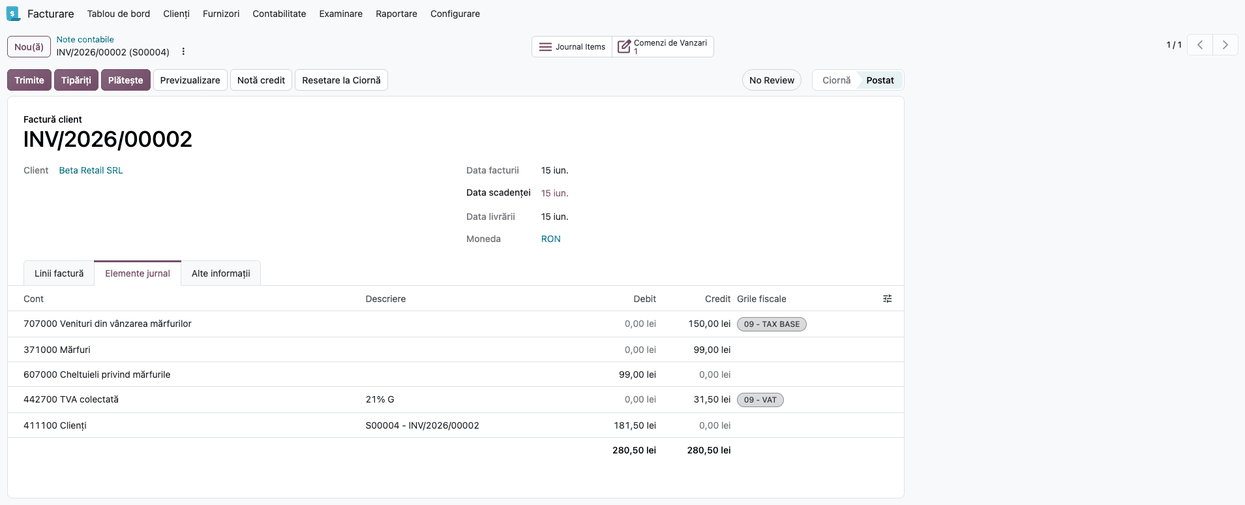 Facturare Tablou de bord Clienți Furnizori Contabilitate Examinare Raportare Configurare
Nou(ă)
Note contabile
INV/2026/00002 (S00004)
Journal Items
Comenzi de Vanzari
1
1 / 1
Trimite Tipăriți Plătește Previzualizare Notă credit Resetare la Ciornă
No Review
Ciornă Postat
Factură client
INV/2026/00002
Client Beta Retail SRL
Data facturii 15 iun.
Data scadenței 15 iun.
Data livrării 15 iun.
Moneda RON
Linii factură Elemente jurnal Alte informații
Cont Descriere Debit Credit Grile fiscale
707000 Venituri din vânzarea mărfurilor 0,00 lei 150,00 lei 09 - TAX BASE
371000 Mărfuri 0,00 lei 99,00 lei
607000 Cheltuieli privind mărfurile 99,00 lei 0,00 lei
442700 TVA colectată 21% G 0,00 lei 31,50 lei 09 - VAT
411100 Clienți S00004 - INV/2026/00002 181,50 lei 0,00 lei
280,50 lei 280,50 lei